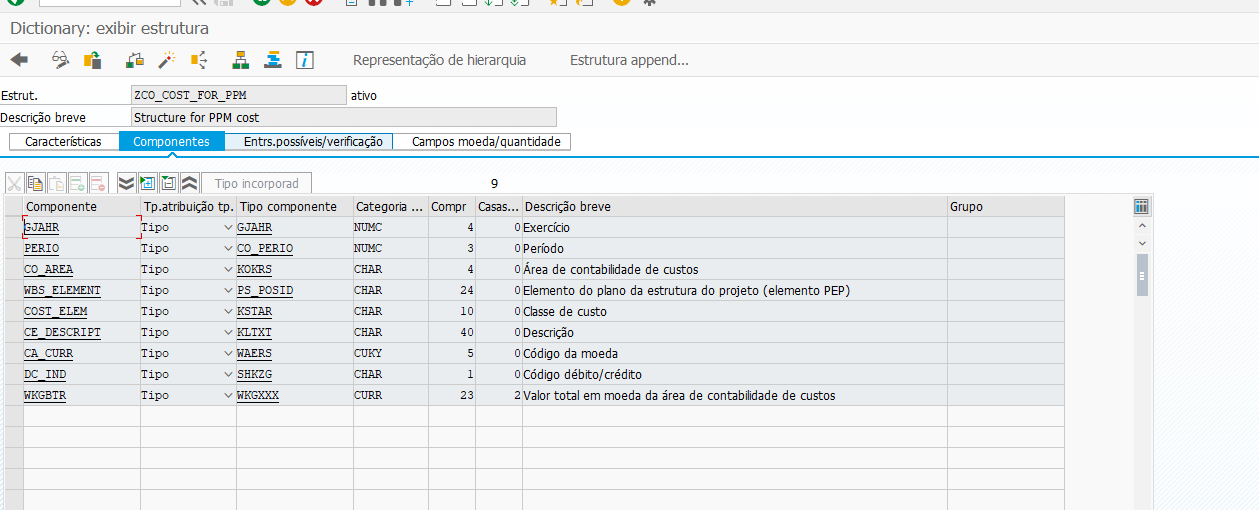 Dictionary: exibir estrutura
Representação de hierarquia Estrutura append...
Estrut. ZCO_COST_FOR_PPM ativo
Descrição breve Structure for PPM cost
Características Componentes Entrs.possíveis/verificação Campos moeda/quantidade
Tipo incorporad 9
Componente Tp.atribuição tp. Tipo componente Categoria ... Compr Casas... Descrição breve Grupo
GJAHR Tipo GJAHR NUMC 4 0 Exercício
PERIO Tipo CO_PERIO NUMC 3 0 Período
CO_AREA Tipo KOKRS CHAR 4 0 Área de contabilidade de custos
WBS_ELEMENT Tipo PS_POSID CHAR 24 0 Elemento do plano da estrutura do projeto (elemento PEP)
COST_ELEM Tipo KSTAR CHAR 10 0 Classe de custo
CE_DESCRIPT Tipo KLTXT CHAR 40 0 Descrição
CA_CURR Tipo WAERS CUKY 5 0 Código da moeda
DC_IND Tipo SHKZG CHAR 1 0 Código débito/crédito
WKGBTR Tipo WKGXXX CURR 23 2 Valor total em moeda da área de contabilidade de custos